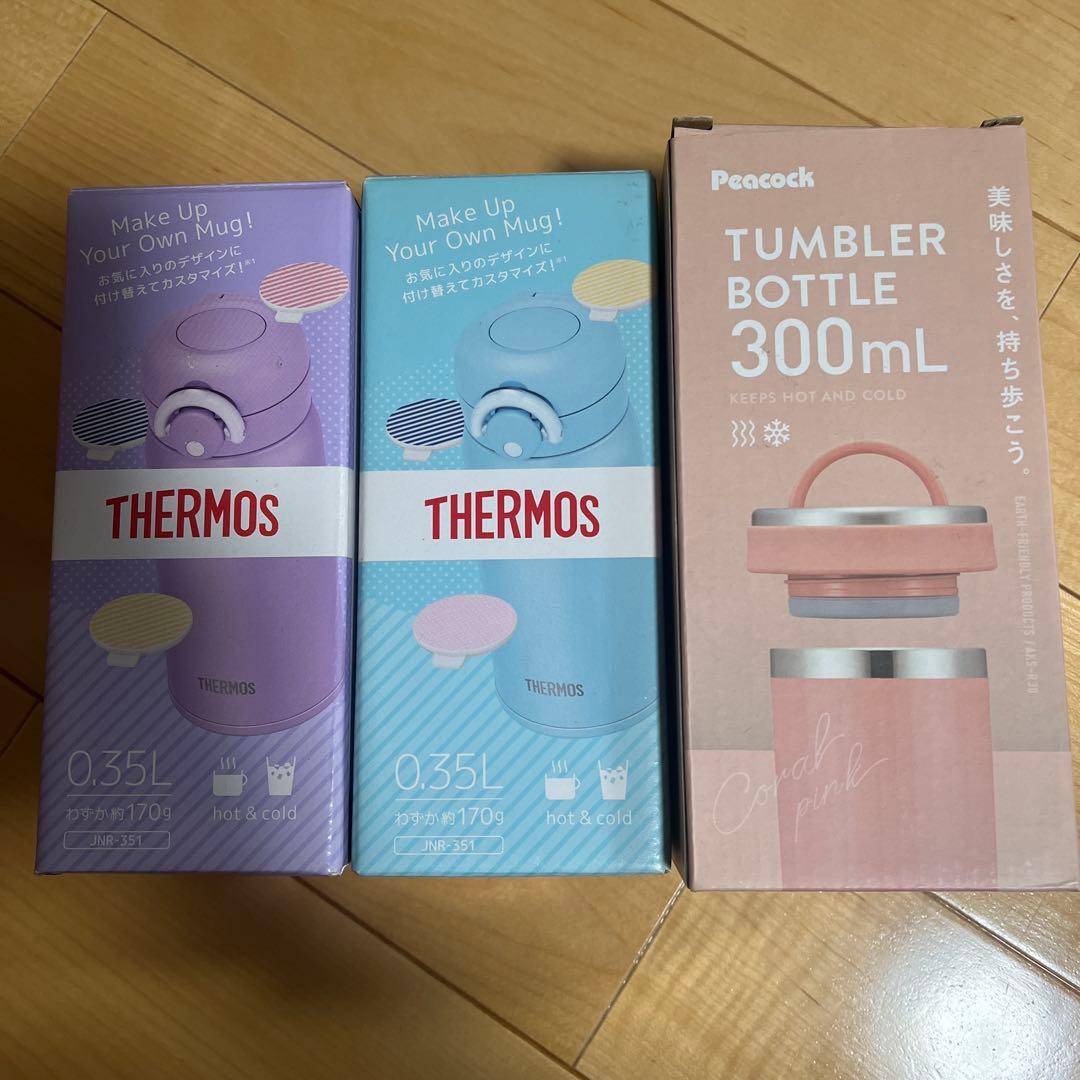 Make Up
Your Own Mug!
お気に入りのデザインに
付け替えてカスタマイズ!※1
THERMOS
THERMOS
0.35L
わずか約170g
JNR-351
hot & cold
Make Up
Your Own Mug!
お気に入りのデザインに
付け替えてカスタマイズ!※1
THERMOS
THERMOS
0.35L
わずか約170g
JNR-351
hot & cold
Peacock
TUMBLER
BOTTLE
300mL
KEEPS HOT AND COLD
美味しさを、持ち歩こう。
EARTH-FRIENDLY PRODUCTS / AKS-R30
Coral
pink